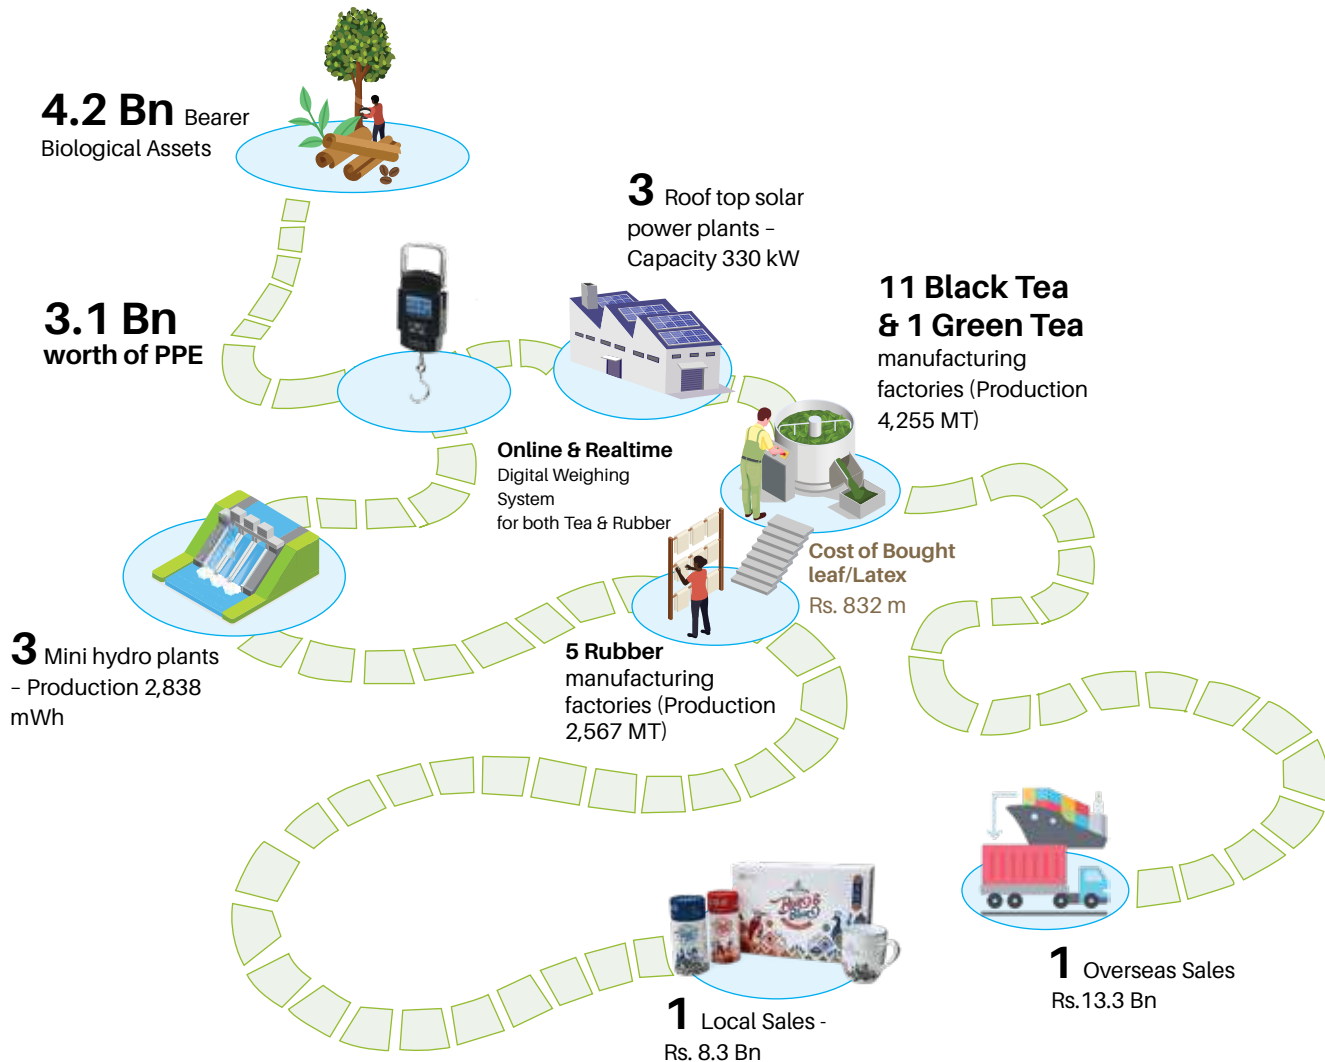 4.2 Bn Bearer
Biological Assets
3 Roof top solar
power plants –
Capacity 330 kW
11 Black Tea
& 1 Green Tea
manufacturing
factories (Production
4,255 MT)
3.1 Bn
worth of PPE
Online & Realtime
Digital Weighing
System
for both Tea & Rubber
Cost of Bought
leaf/Latex
Rs. 832 m
3 Mini hydro plants
– Production 2,838
mWh
5 Rubber
manufacturing
factories (Production
2,567 MT)
1 Overseas Sales
Rs.13.3 Bn
1 Local Sales -
Rs. 8.3 Bn